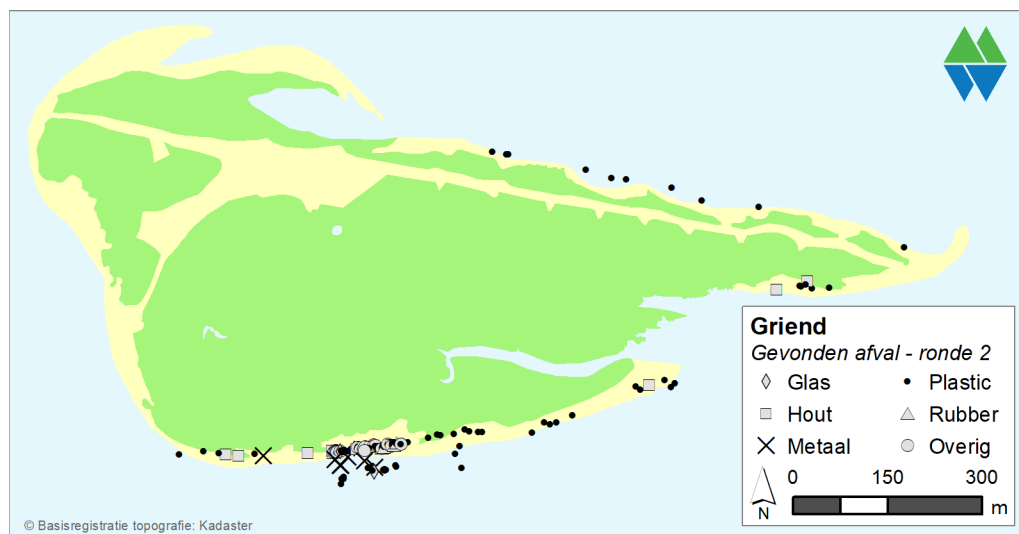 Griend
Gevonden afval - ronde 2
Glas Plastic
Hout Rubber
Metaal Overig
0 150 300
m
N
© Basisregistratie topografie: Kadaster